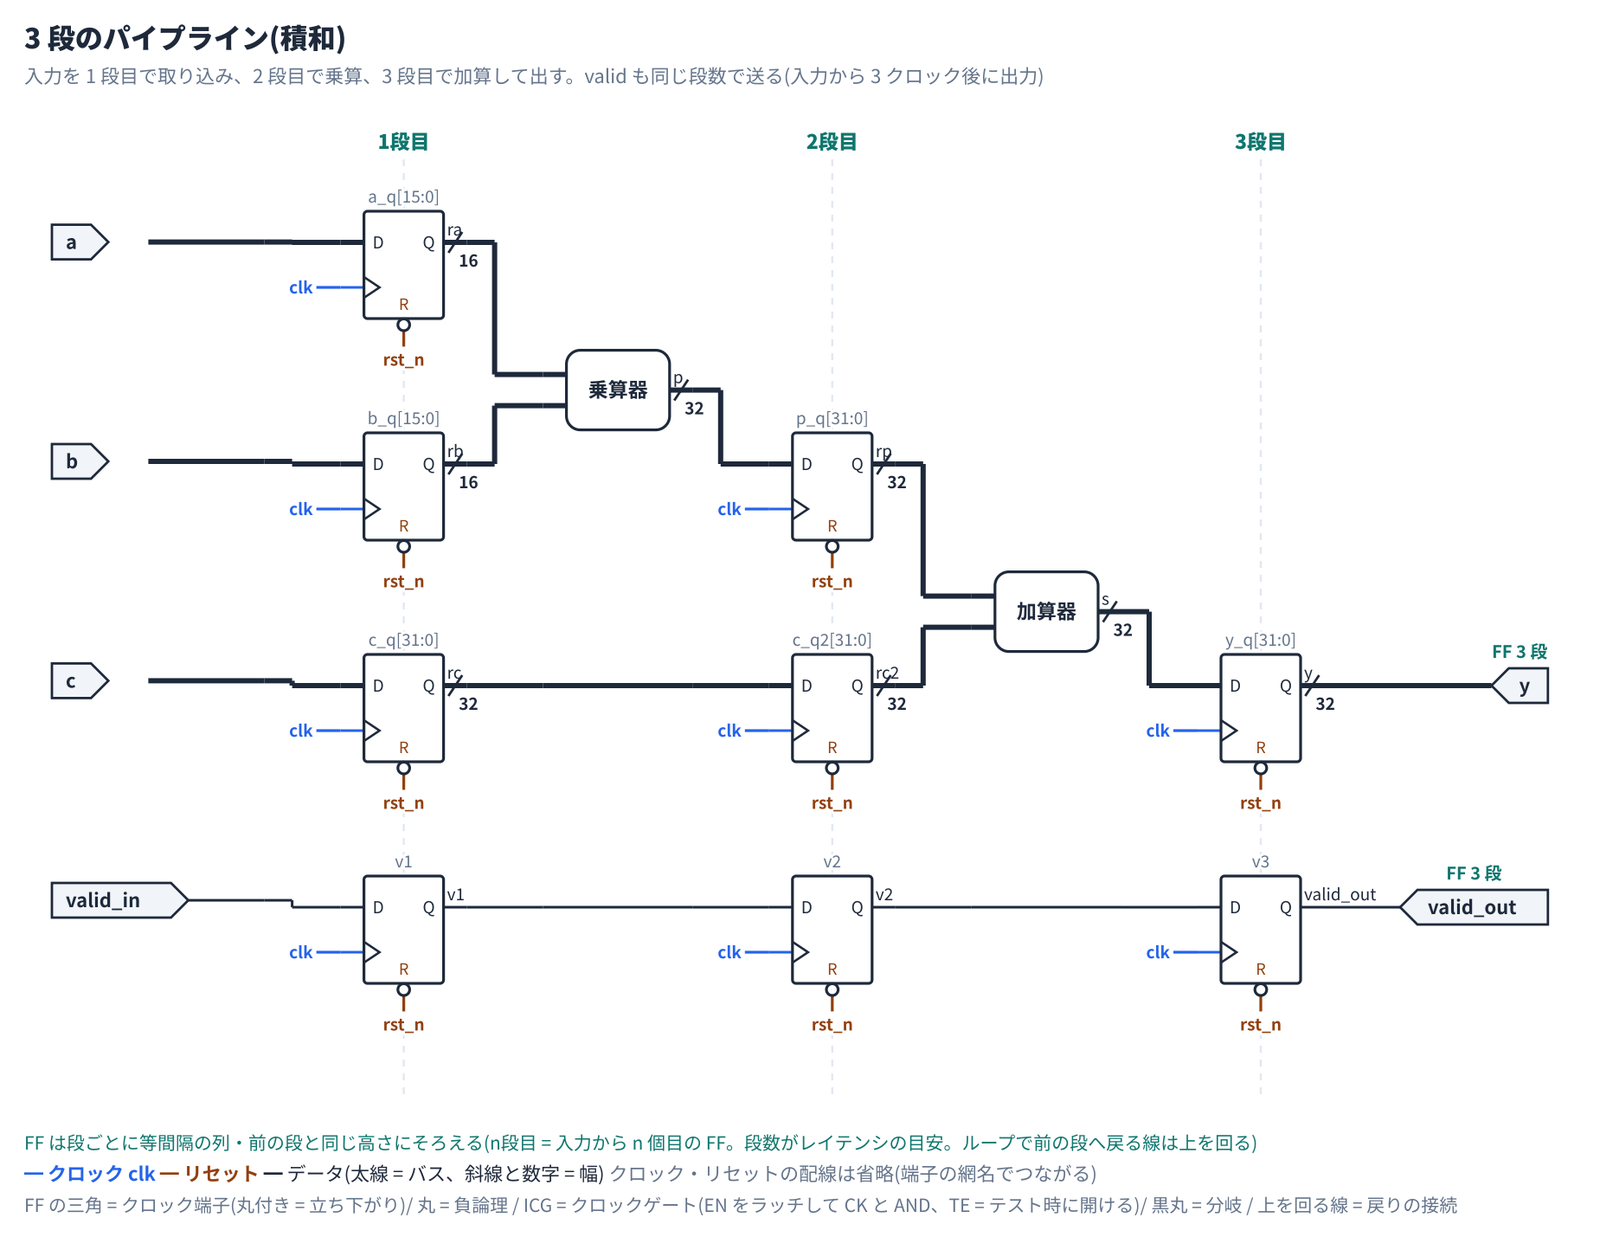 3 段のパイプライン(積和)
入力を 1 段目で取り込み、2 段目で乗算、3 段目で加算して出す。valid も同じ段数で送る(入力から 3 クロック後に出力)
1段目
2段目
3段目
a_q[15:0]
a
D
Q
ra
16
clk
R
rst_n
乗算器
p
32
b_q[15:0]
b
D
Q
rb
16
clk
R
rst_n
p_q[31:0]
D
Q
rp
32
clk
R
rst_n
加算器
s
32
c_q[31:0]
c
D
Q
rc
32
clk
R
rst_n
c_q2[31:0]
D
Q
rc2
32
clk
R
rst_n
y_q[31:0]
D
Q
y
32
clk
R
rst_n
FF 3 段
y
v1
valid_in
D
Q
v1
clk
R
rst_n
v2
D
Q
v2
clk
R
rst_n
v3
D
Q
valid_out
clk
R
rst_n
FF 3 段
valid_out
FF は段ごとに等間隔の列・前の段と同じ高さにそろえる(n段目 = 入力から n 個目の FF。段数がレイテンシの目安。ループで前の段へ戻る線は上を回る)
— クロック clk — リセット — データ(太線 = バス、斜線と数字 = 幅) クロック・リセットの配線は省略(端子の網名でつながる)
FF の三角 = クロック端子(丸付き = 立ち下がり)/ 丸 = 負論理 / ICG = クロックゲート(EN をラッチして CK と AND、TE = テスト時に開ける)/ 黒丸 = 分岐 / 上を回る線 = 戻りの接続